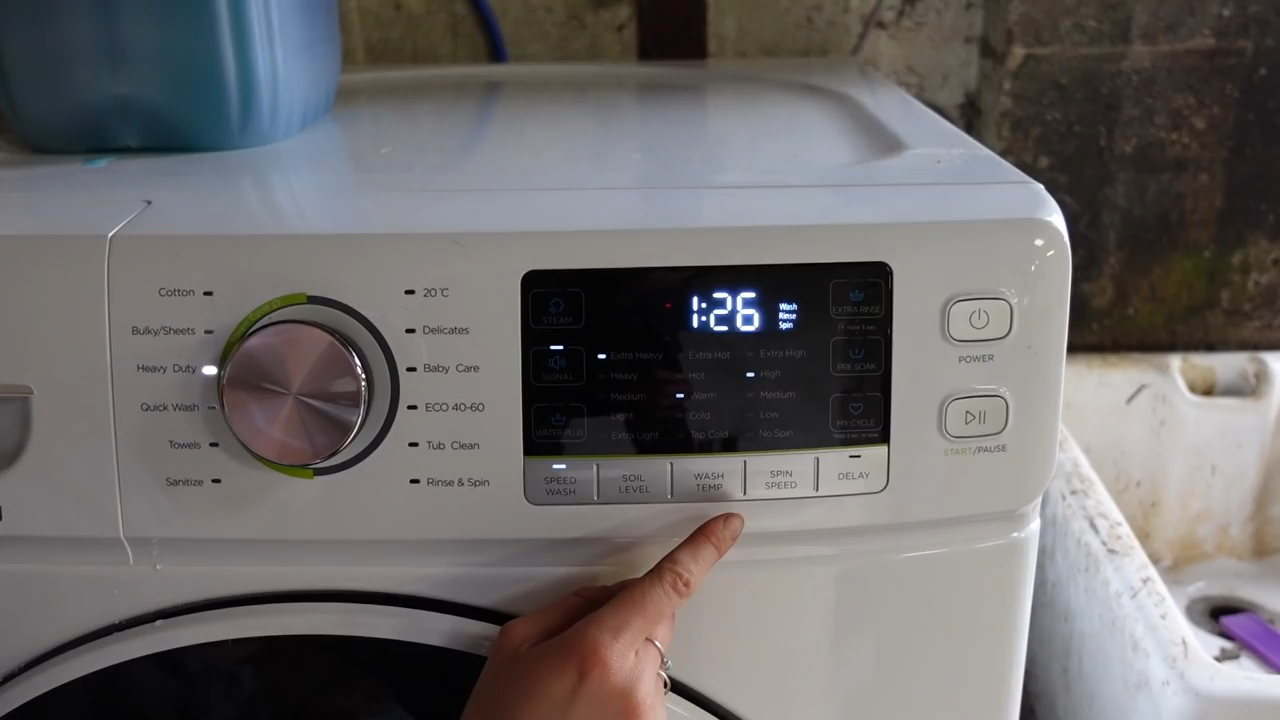 Cotton
Bulky/Sheets
Heavy Duty
Quick Wash
Towels
Sanitize
20℃
Delicates
Baby Care
ECO 40-60
Tub Clean
Rinse & Spin
STEAM
SIGNAL
WATER PLUS
1:26
Wash
Rinse
Spin
Extra Heavy
Heavy
Medium
Light
Extra Light
Extra Hot
Hot
Warm
Cold
Tap Cold
Extra High
High
Medium
Low
No Spin
EXTRA RINSE
PRE SOAK
MY CYCLE
SPEED
WASH
SOIL
LEVEL
WASH
TEMP
SPIN
SPEED
DELAY
POWER
START/PAUSE